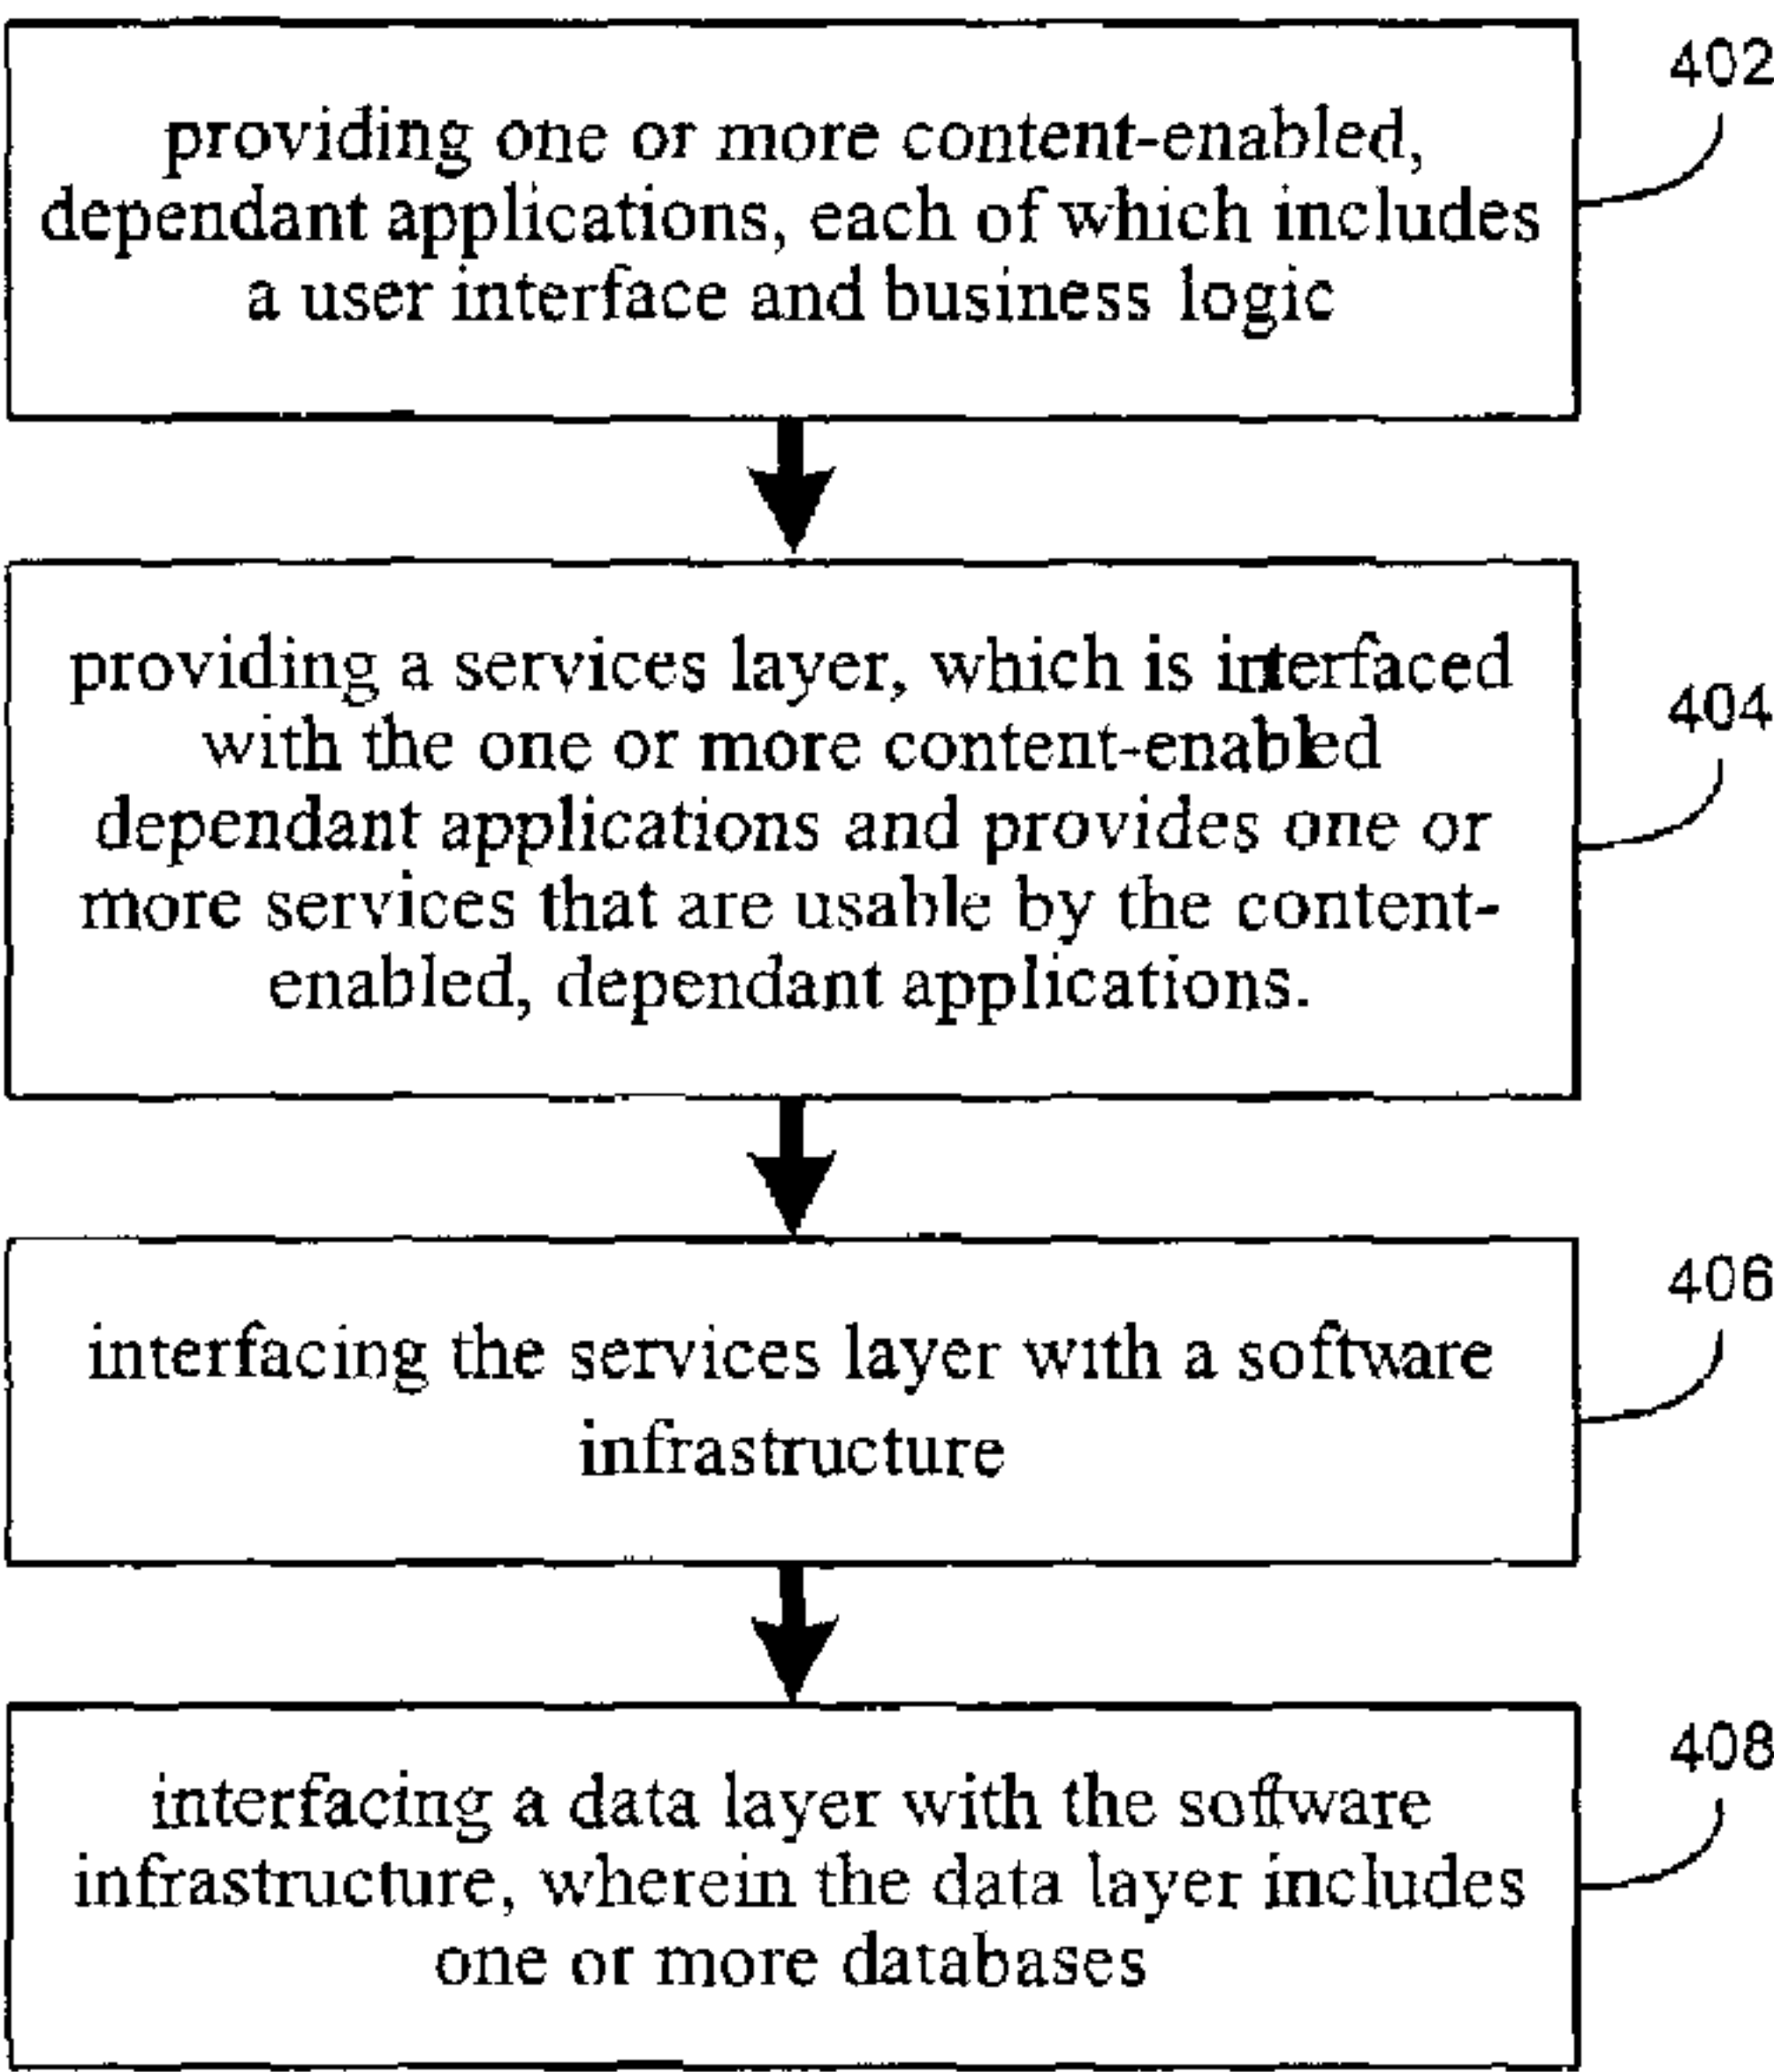 402
providing one or more content-enabled,
dependant applications, each of which includes
a user interface and business logic
providing a services layer, which is interfaced
with the one or more content-enabled
dependant applications and provides one or
more services that are usable by the content-
enabled, dependant applications.
404
interfacing the services layer with a software
infrastructure
406
interfacing a data layer with the software
infrastructure, wherein the data layer includes
one or more databases
408